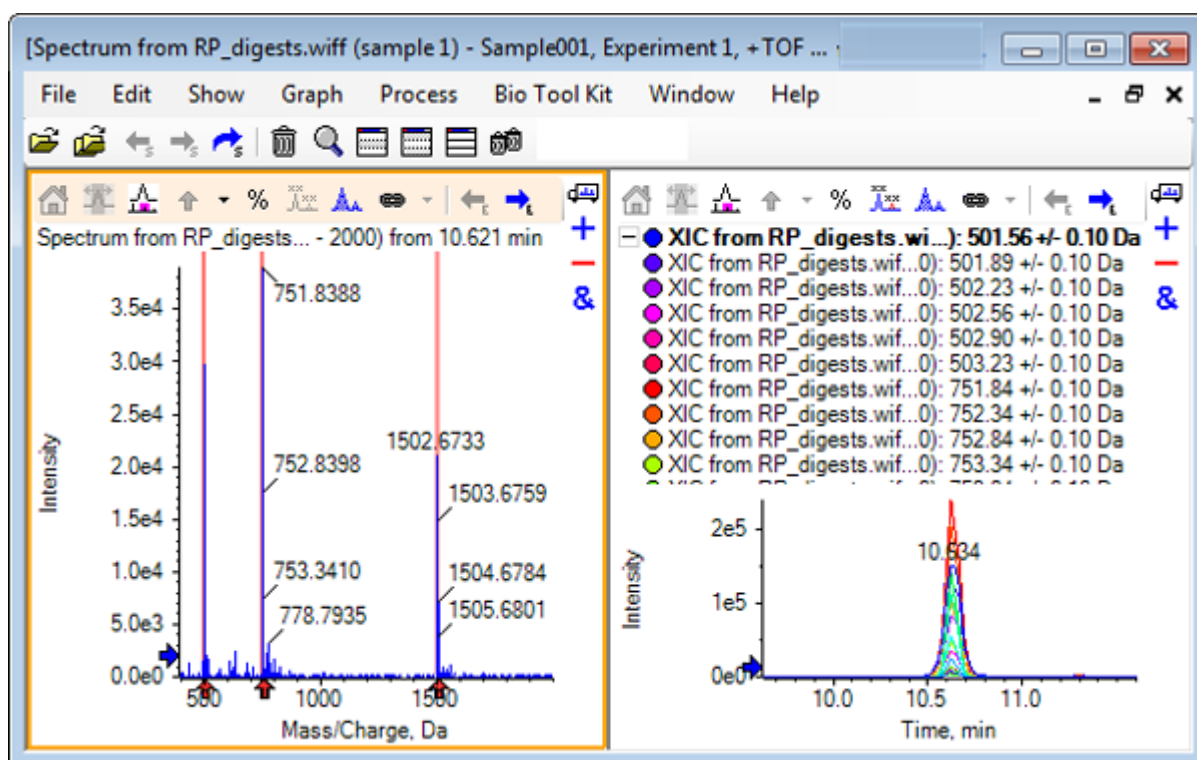 [Spectrum from RP_digests.wiff (sample 1) - Sample001, Experiment 1, +TOF ...
File Edit Show Graph Process Bio Tool Kit Window Help
%
Spectrum from RP_digests... - 2000) from 10.621 min
+
&
Intensity
3.5e4
3.0e4
2.5e4
2.0e4
1.5e4
1.0e4
5.0e3
0.0e0
751.8388
752.8398
753.3410
778.7935
1502.6733
1503.6759
1504.6784
1505.6801
500 1000 1500
Mass/Charge, Da
%
XIC from RP_digests.wi...): 501.56 +/- 0.10 Da
XIC from RP_digests.wif...0): 501.89 +/- 0.10 Da
XIC from RP_digests.wif...0): 502.23 +/- 0.10 Da
XIC from RP_digests.wif...0): 502.56 +/- 0.10 Da
XIC from RP_digests.wif...0): 502.90 +/- 0.10 Da
XIC from RP_digests.wif...0): 503.23 +/- 0.10 Da
XIC from RP_digests.wif...0): 751.84 +/- 0.10 Da
XIC from RP_digests.wif...0): 752.34 +/- 0.10 Da
XIC from RP_digests.wif...0): 752.84 +/- 0.10 Da
XIC from RP_digests.wif...0): 753.34 +/- 0.10 Da
+
&
Intensity
2e5
1e5
0e0
10.634
10.0 10.5 11.0
Time, min